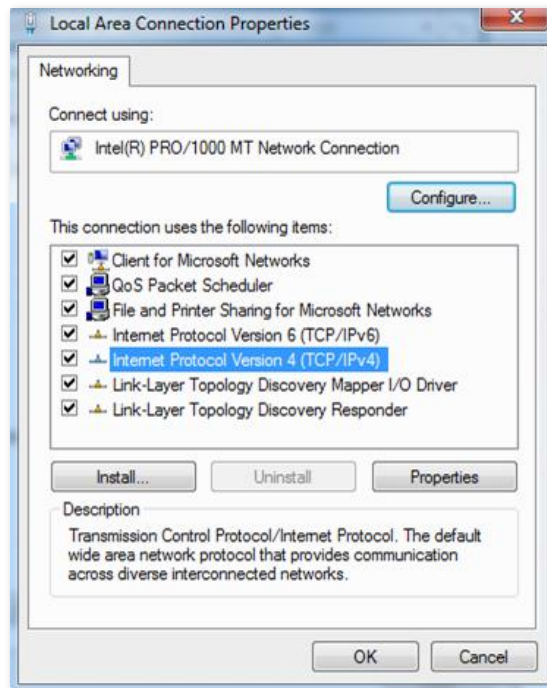 Local Area Connection Properties
Networking
Connect using:
Intel(R) PRO/1000 MT Network Connection
Configure...
This connection uses the following items:
Client for Microsoft Networks
QoS Packet Scheduler
File and Printer Sharing for Microsoft Networks
Internet Protocol Version 6 (TCP/IPv6)
Internet Protocol Version 4 (TCP/IPv4)
Link-Layer Topology Discovery Mapper I/O Driver
Link-Layer Topology Discovery Responder
Install... Uninstall Properties
Description
Transmission Control Protocol/Internet Protocol. The default
wide area network protocol that provides communication
across diverse interconnected networks.
OK Cancel